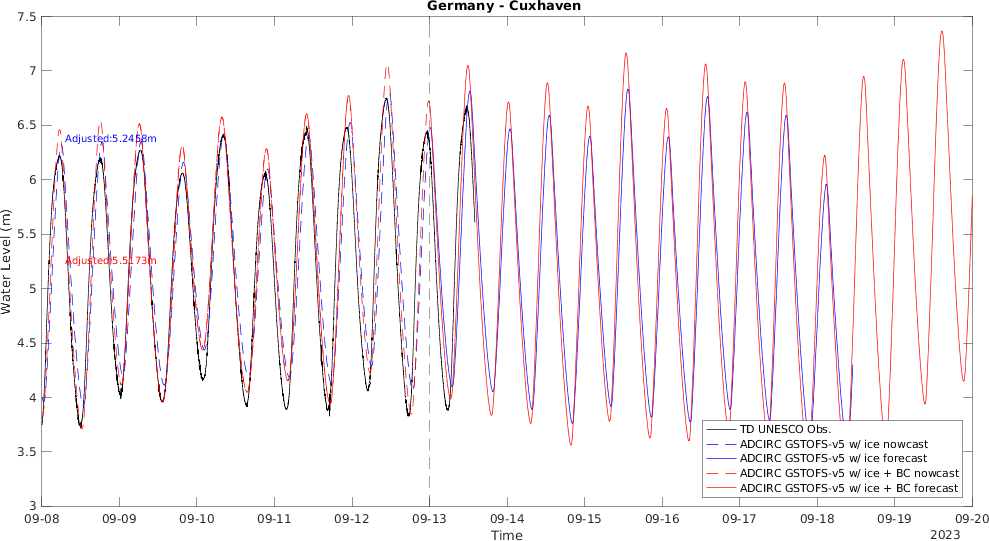 Germany - Cuxhaven
7.5
7
6.5
6
5.5
5
4.5
4
3.5
3
Water Level (m)
Adjusted:5.2458m
Adjusted:5.5173m
TD UNESCO Obs.
ADCIRC GSTOFS-v5 w/ ice nowcast
ADCIRC GSTOFS-v5 w/ ice forecast
ADCIRC GSTOFS-v5 w/ ice + BC nowcast
ADCIRC GSTOFS-v5 w/ ice + BC forecast
09-08 09-09 09-10 09-11 09-12 09-13 09-14 09-15 09-16 09-17 09-18 09-19 09-20
Time
2023